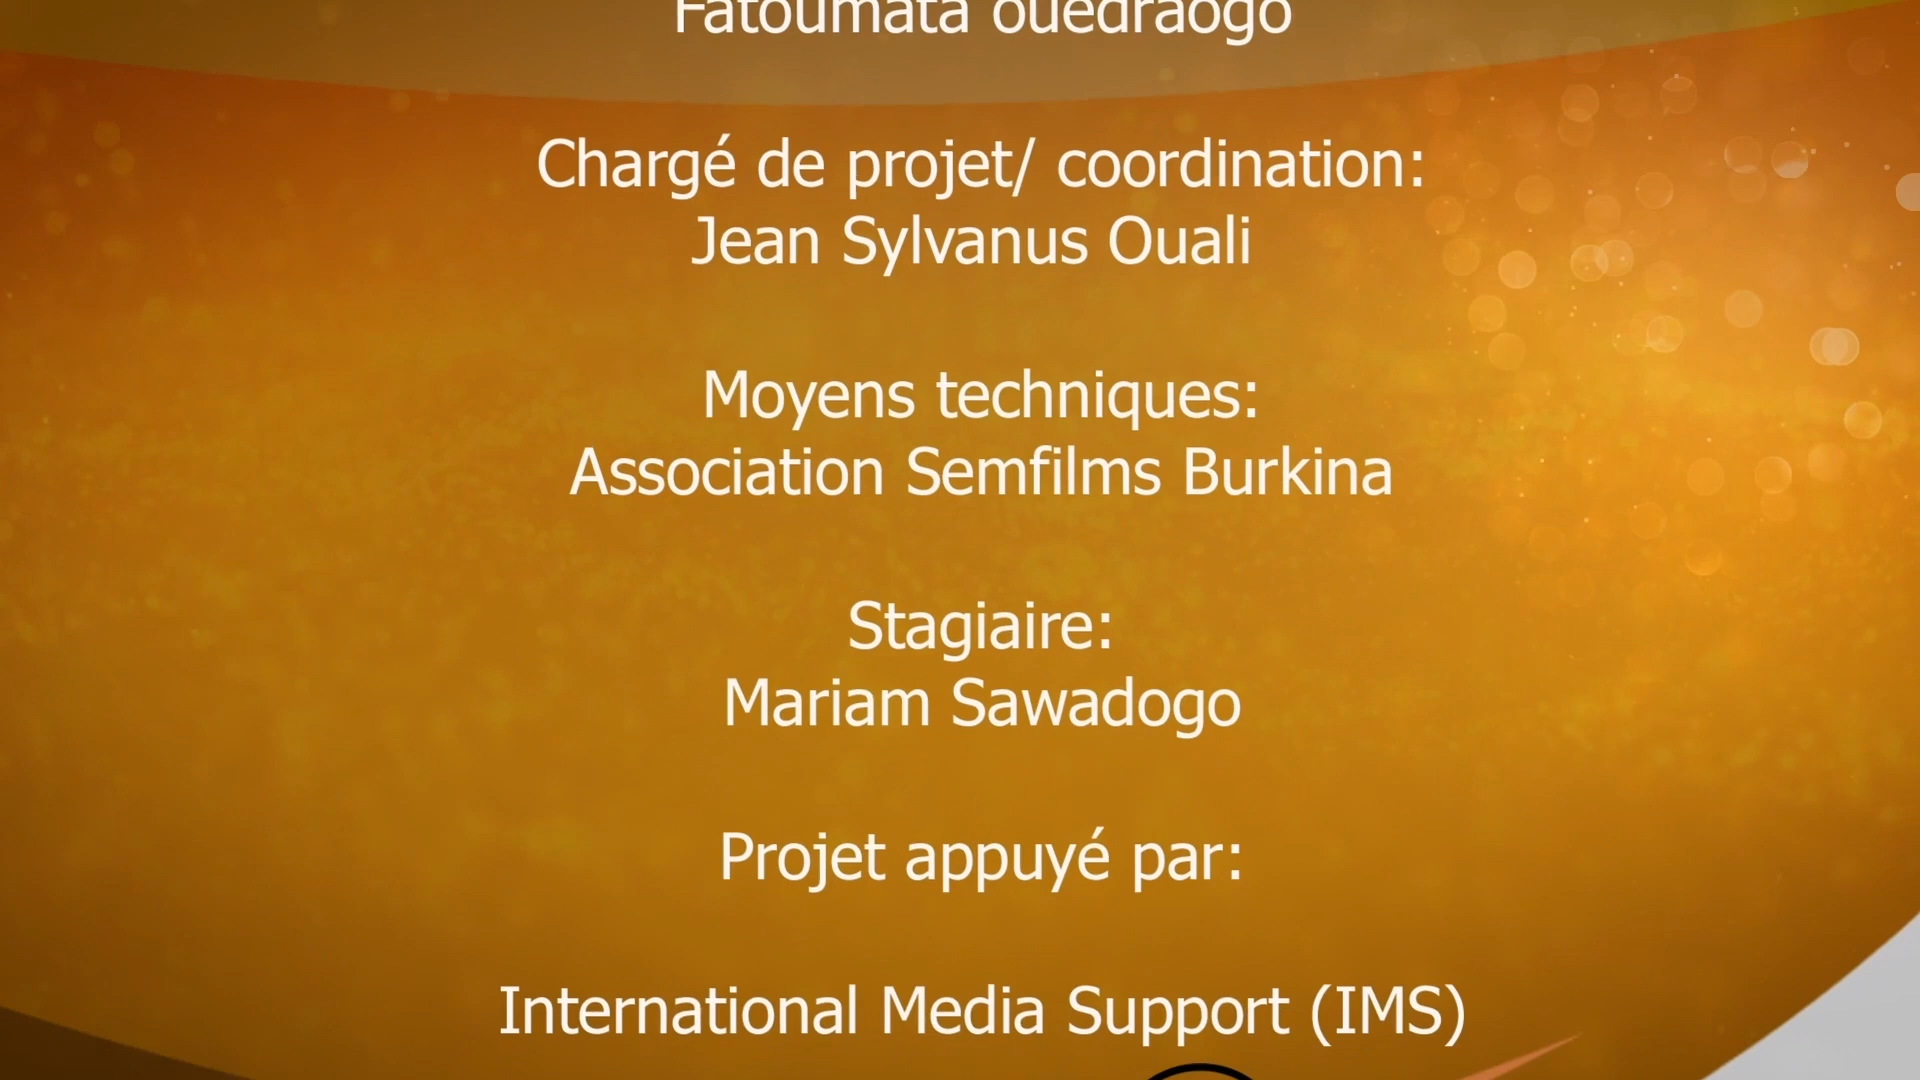 Fatoumata ouedraogo
Chargé de projet/ coordination:
Jean Sylvanus Ouali
Moyens techniques:
Association Semfilms Burkina
Stagiaire:
Mariam Sawadogo
Projet appuyé par:
International Media Support (IMS)